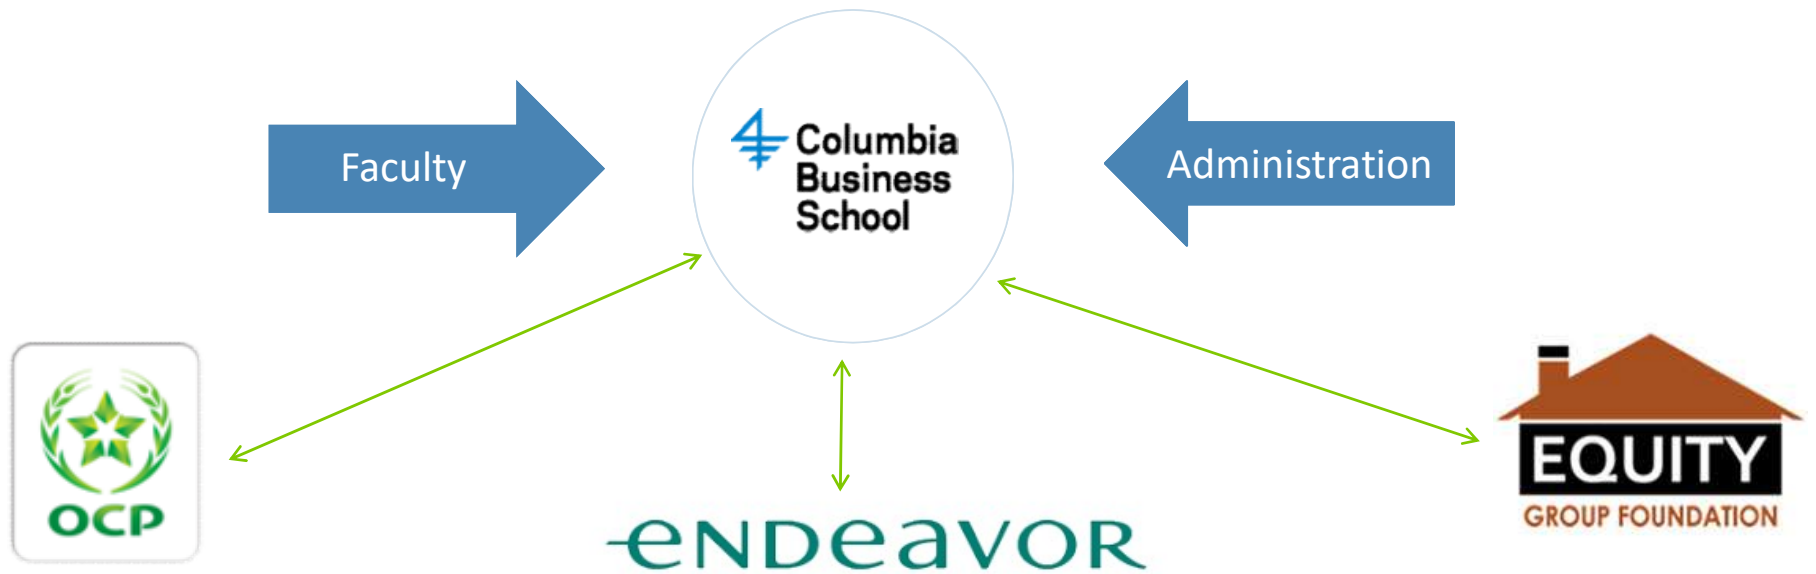 Faculty
Columbia
Business
School
Administration
OCP
eNDeavoR
EQUITY
GROUP FOUNDATION